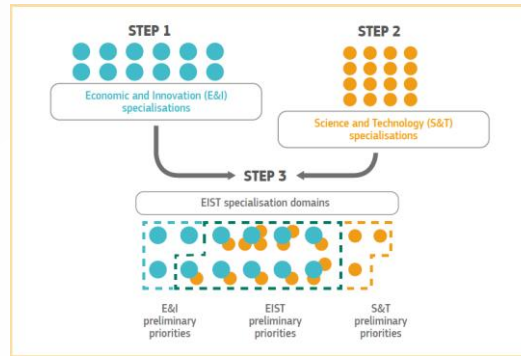 STEP 1
STEP 2
Economic and Innovation (E&I)
specialisations
Science and Technology (S&T)
specialisations
STEP 3
EIST specialisation domains
E&I
preliminary
priorities
EIST
preliminary
priorities
S&T
preliminary
priorities